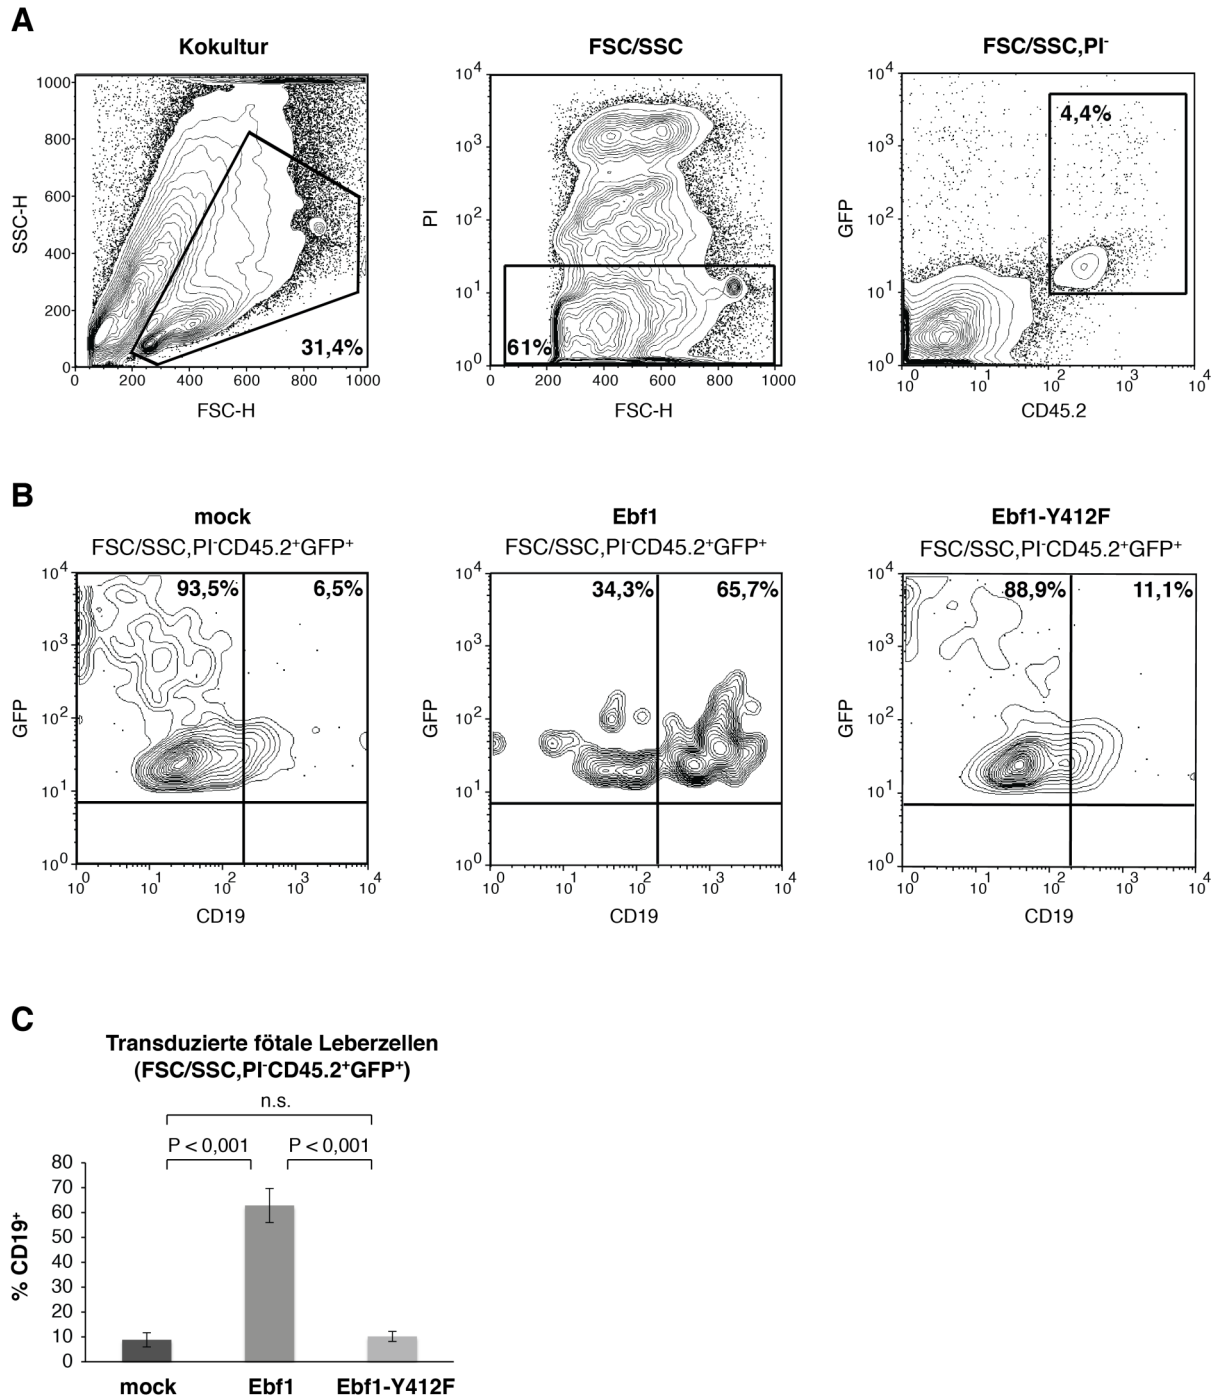 A
Kokultur
FSC/SSC
FSC/SSC,PI⁻
1000
800
600
400
200
0
SSC-H
31,4%
0 200 400 600 800 1000
FSC-H
10⁴
10³
10²
10¹
10⁰
PI
61%
0 200 400 600 800 1000
FSC-H
10⁴
10³
10²
10¹
10⁰
GFP
4,4%
10⁰ 10¹ 10² 10³ 10⁴
CD45.2
B
mock
FSC/SSC,PI⁻CD45.2⁺GFP⁺
Ebf1
FSC/SSC,PI⁻CD45.2⁺GFP⁺
Ebf1-Y412F
FSC/SSC,PI⁻CD45.2⁺GFP⁺
10⁴
10³
10²
10¹
10⁰
GFP
93,5% 6,5%
10⁰ 10¹ 10² 10³ 10⁴
CD19
10⁴
10³
10²
10¹
10⁰
GFP
34,3% 65,7%
10⁰ 10¹ 10² 10³ 10⁴
CD19
10⁴
10³
10²
10¹
10⁰
GFP
88,9% 11,1%
10⁰ 10¹ 10² 10³ 10⁴
CD19
C
Transduzierte fötale Leberzellen
(FSC/SSC,PI⁻CD45.2⁺GFP⁺)
n.s.
P < 0,001 P < 0,001
80
70
60
50
40
30
20
10
0
% CD19⁺
mock Ebf1 Ebf1-Y412F